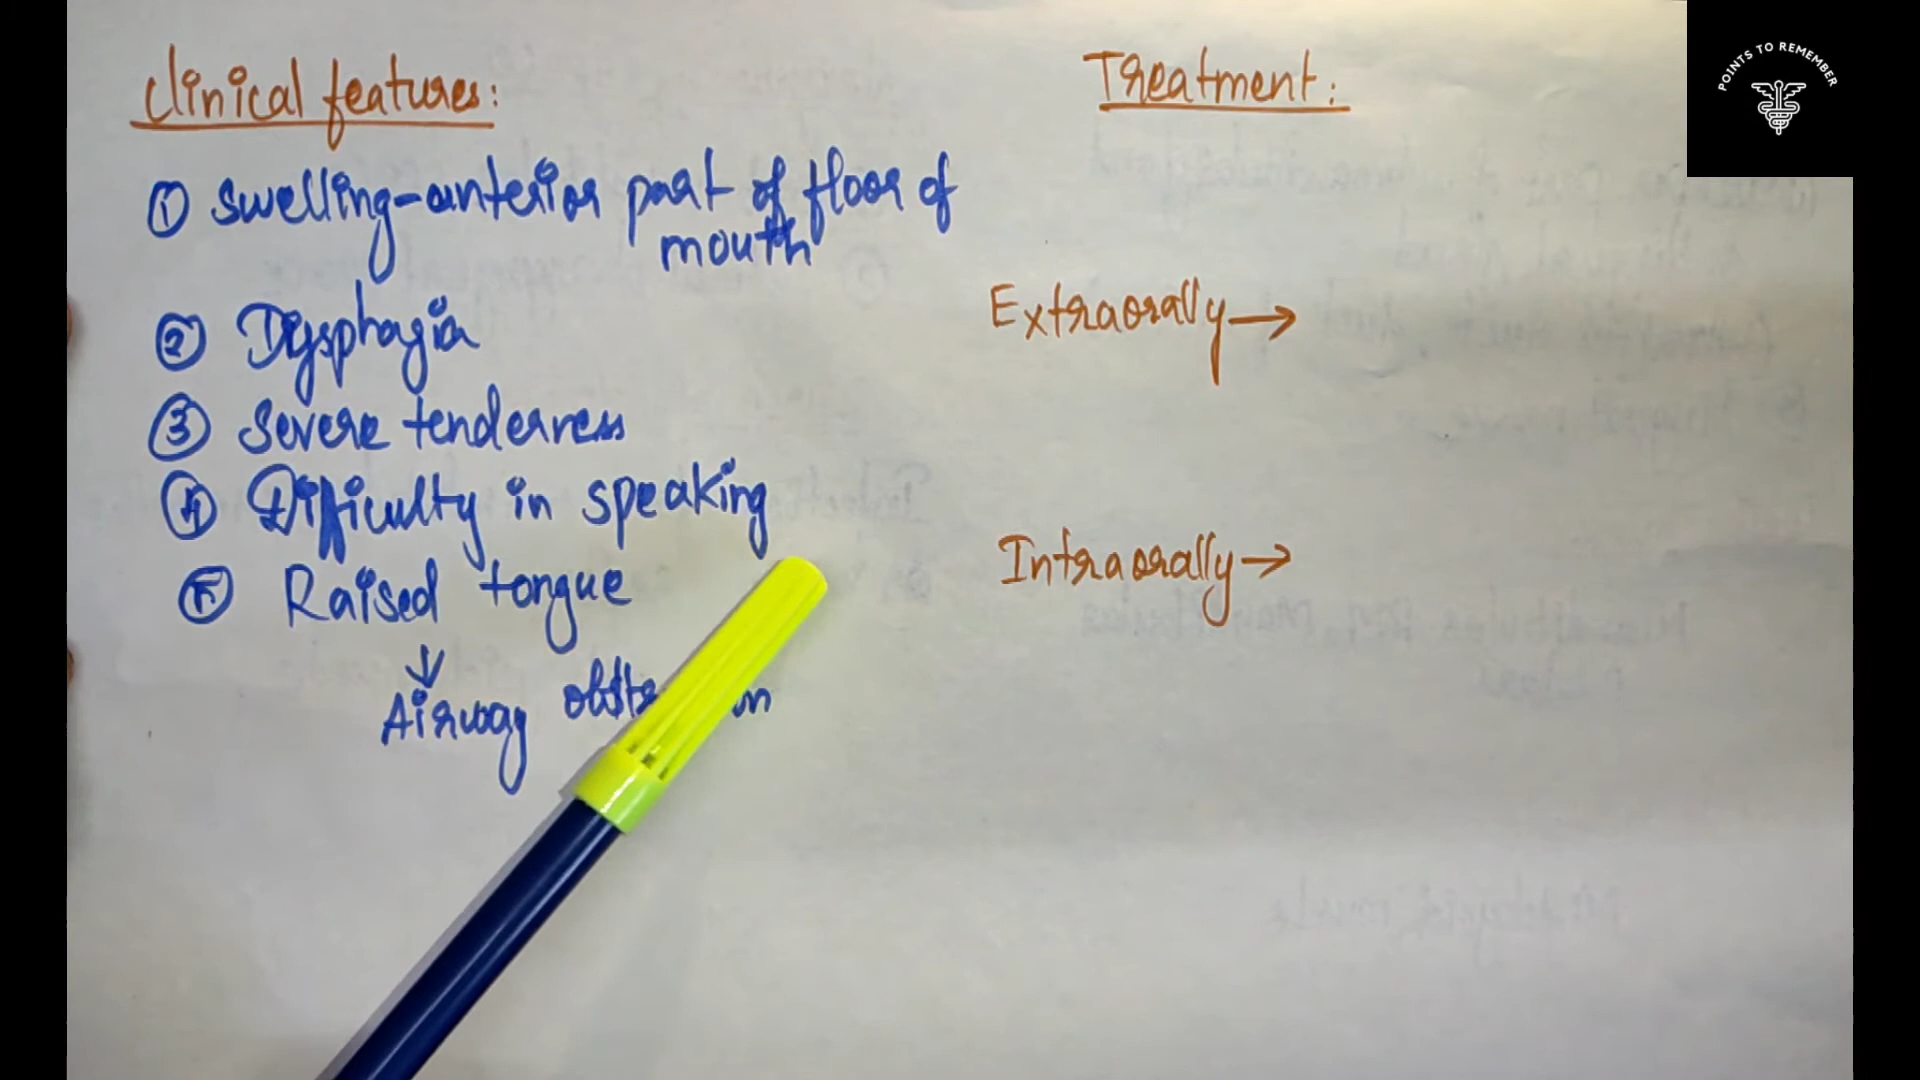 Clinical features:
① Swelling-anterior part of floor of
mouth
② Dysphagia
③ Severe tenderness
④ Difficulty in speaking
⑤ Raised tongue
↓
Airway
Treatment:
Extraorally →
Intraorally →
POINTS TO REMEMBER